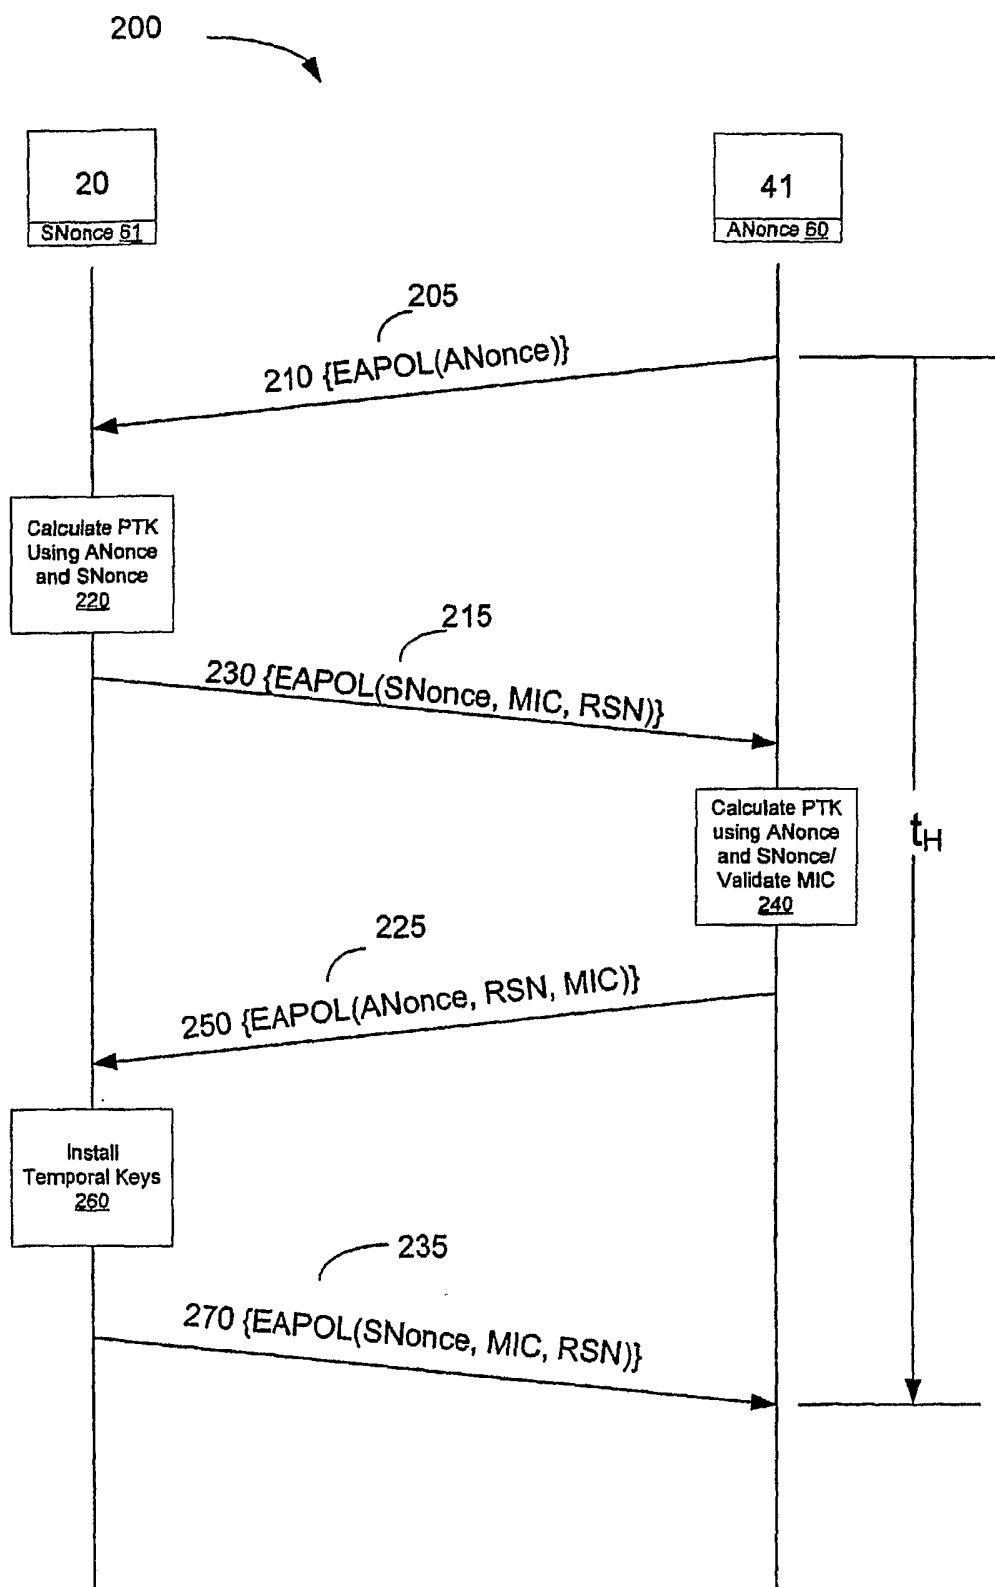 200
20
SNonce 61
41
ANonce 60
205
210 {EAPOL(ANonce)}
Calculate PTK
Using ANonce
and SNonce
220
215
230 {EAPOL(SNonce, MIC, RSN)}
Calculate PTK
using ANonce
and SNonce/
Validate MIC
240
tH
225
250 {EAPOL(ANonce, RSN, MIC)}
Install
Temporal Keys
260
235
270 {EAPOL(SNonce, MIC, RSN)}